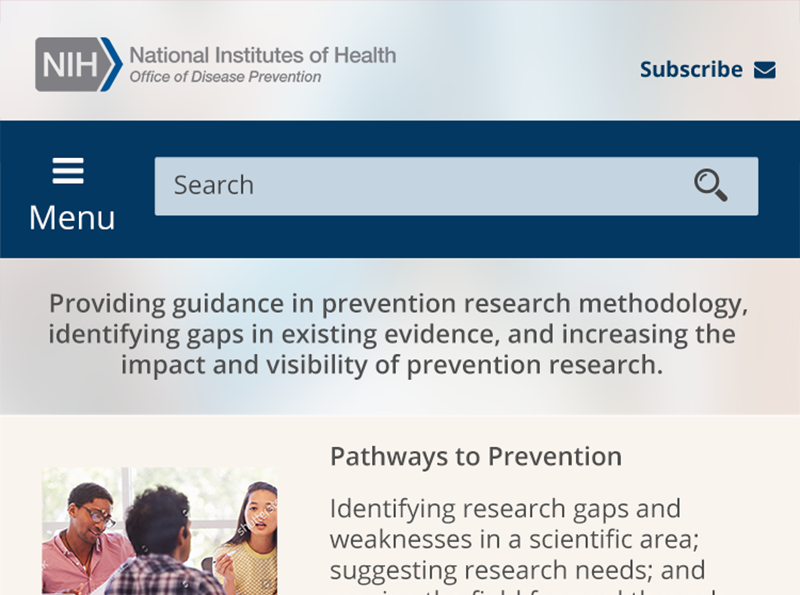 NIH
National Institutes of Health
Office of Disease Prevention
Subscribe
Menu
Search
Providing guidance in prevention research methodology,
identifying gaps in existing evidence, and increasing the
impact and visibility of prevention research.
Pathways to Prevention
Identifying research gaps and
weaknesses in a scientific area;
suggesting research needs; and